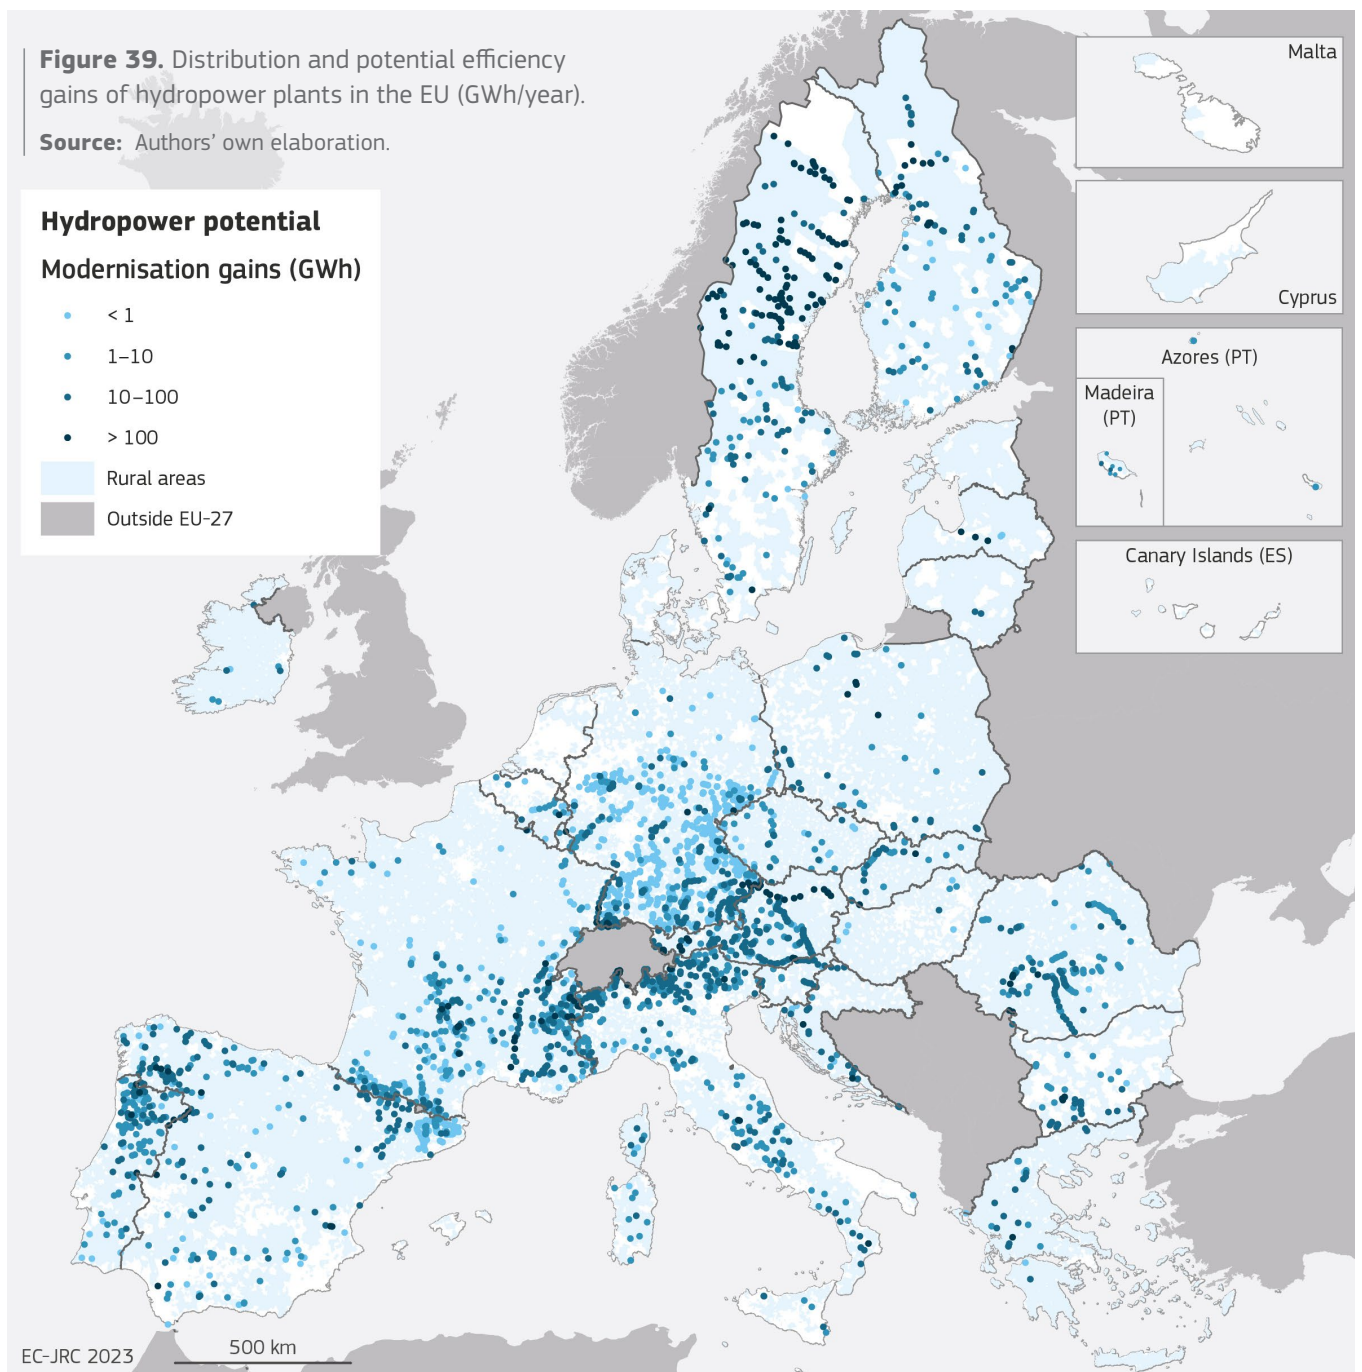 Figure 39. Distribution and potential efficiency
gains of hydropower plants in the EU (GWh/year).
Source: Authors’ own elaboration.
Hydropower potential
Modernisation gains (GWh)
< 1
1–10
10–100
> 100
Rural areas
Outside EU-27
Malta
Cyprus
Azores (PT)
Madeira
(PT)
Canary Islands (ES)
EC-JRC 2023
500 km